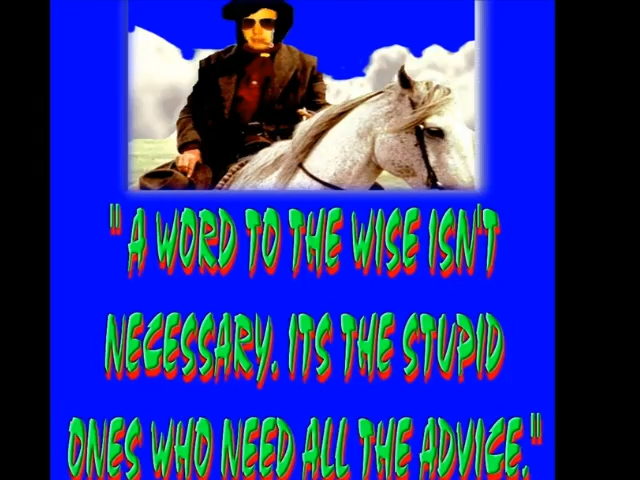 " A WORD TO THE WISE ISN'T
NECESSARY. ITS THE STUPID
ONES WHO NEED ALL THE ADVICE."